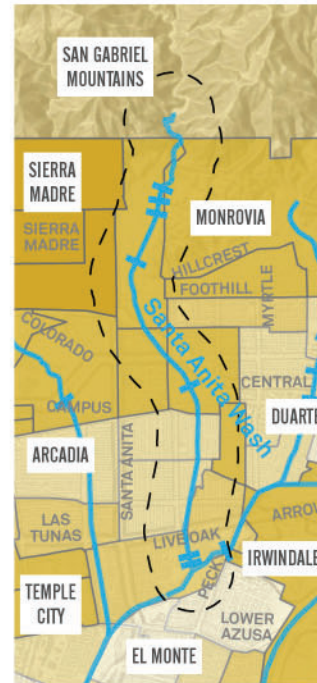 SAN GABRIEL
MOUNTAINS
SIERRA
MADRE
SIERRA
MADRE
MONROVIA
HILLCREST
FOOTHILL
MYRTLE
Santa Anita Wash
COLORADO
CAMPUS
CENTRAL
DUARTE
ARCADIA
SANTA ANITA
LAS
TUNAS
LIVE OAK
ARROW
IRWINDALE
PECK
TEMPLE
CITY
LOWER
AZUSA
EL MONTE